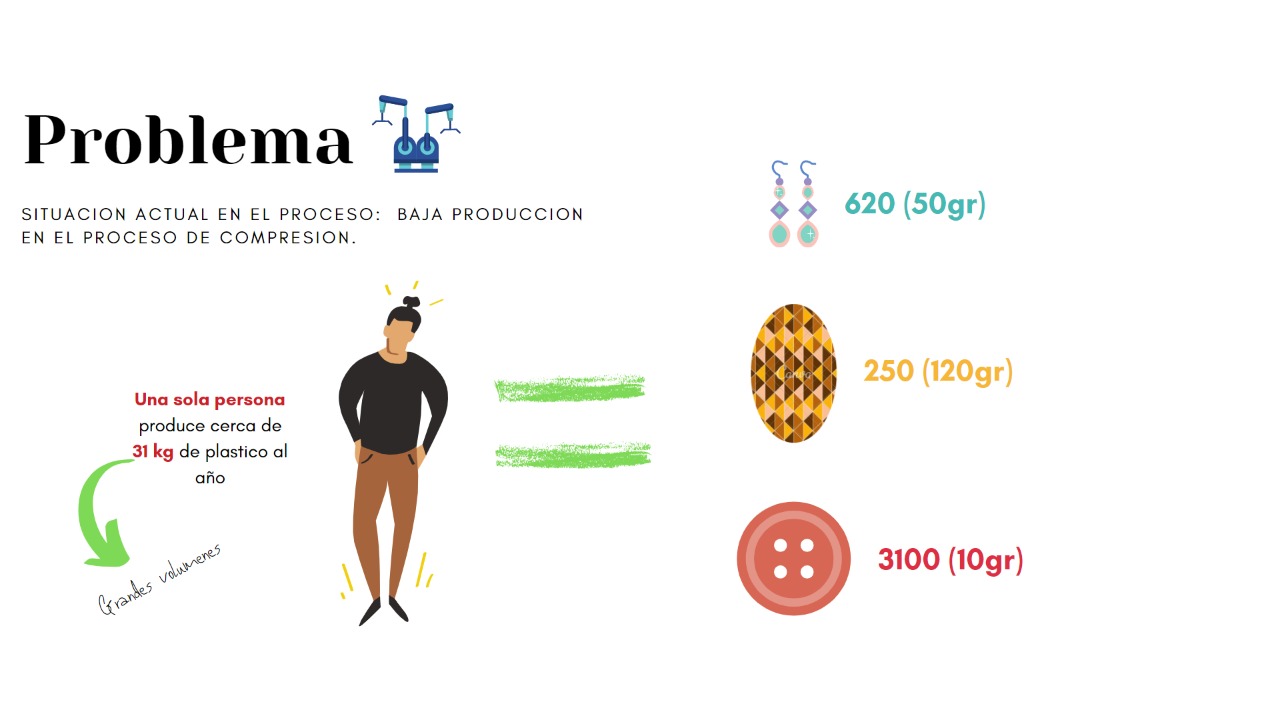 Problema
SITUACION ACTUAL EN EL PROCESO: BAJA PRODUCCION
EN EL PROCESO DE COMPRESION.
Una sola persona
produce cerca de
31 kg de plastico al
año
Grandes volumenes
620 (50gr)
250 (120gr)
3100 (10gr)